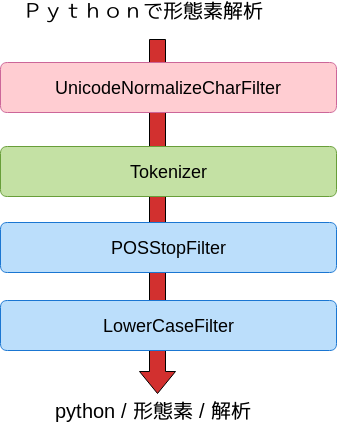 Ｐｙｔｈｏｎで形態素解析
UnicodeNormalizeCharFilter
Tokenizer
POSStopFilter
LowerCaseFilter
python / 形態素 / 解析